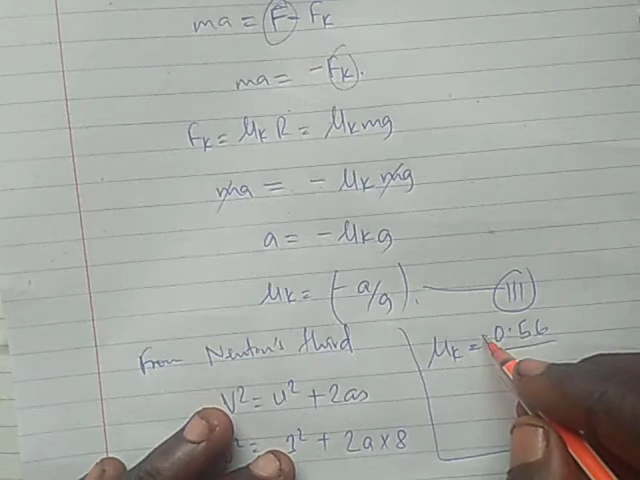 ma = F - Fk
ma = - Fk.
Fk = μk R = μk mg
ma = - μk mg
a = - μk g
μk = (- a/g). III
From Newton's third
V² = u² + 2as
² = ² + 2a × 8
μk = 0.56